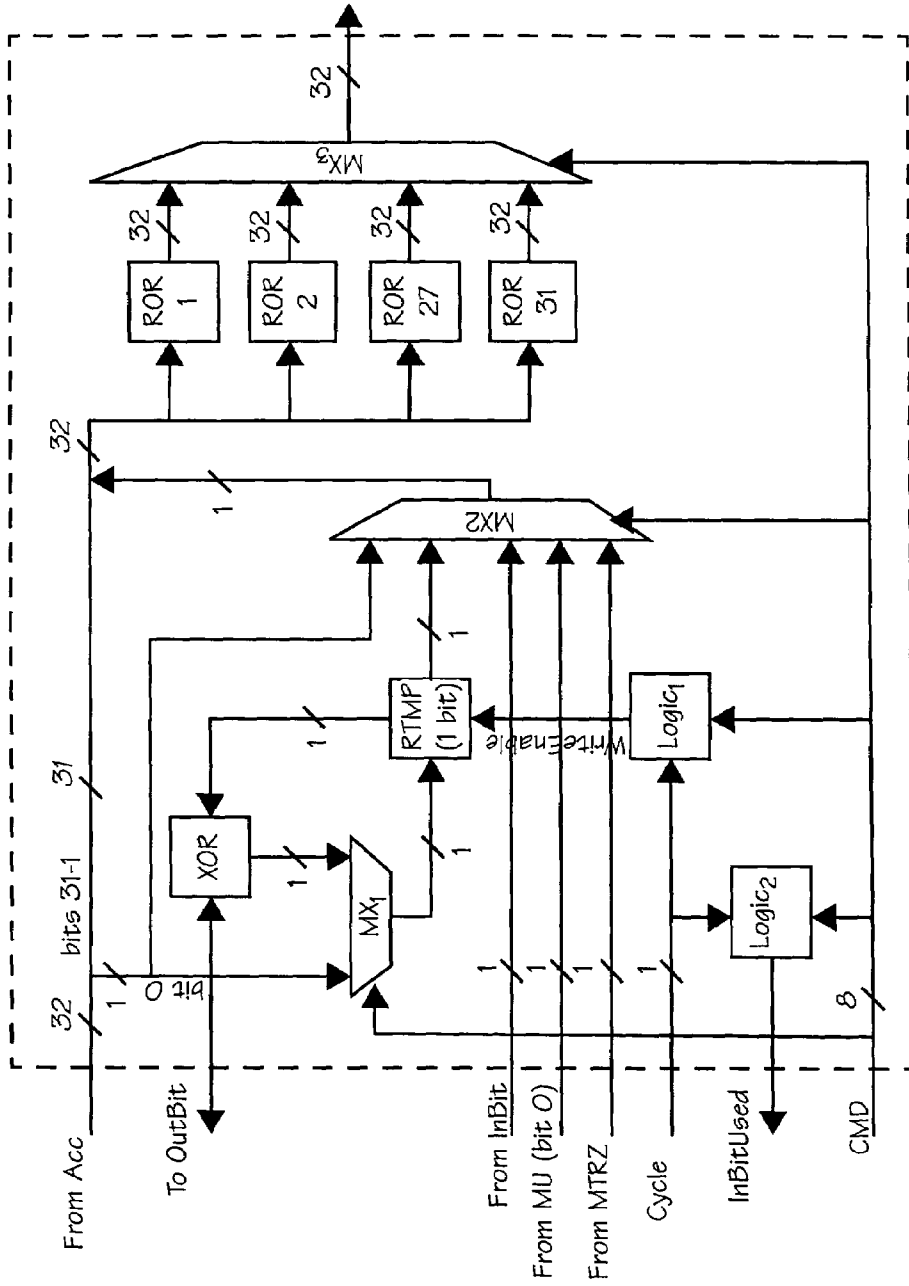 From Acc
32
1
bit 0
bits 31-1
31
32
To OutBit
XOR
1
1
MX1
1
RTMP
(1 bit)
1
1
MX2
ROR
1
32
ROR
2
32
ROR
27
32
ROR
31
32
MX3
32
From InBit
1
From MU (bit 0)
1
From MTRZ
1
Cycle
1
WriteEnable
Logic1
InBitUsed
Logic2
CMD
8